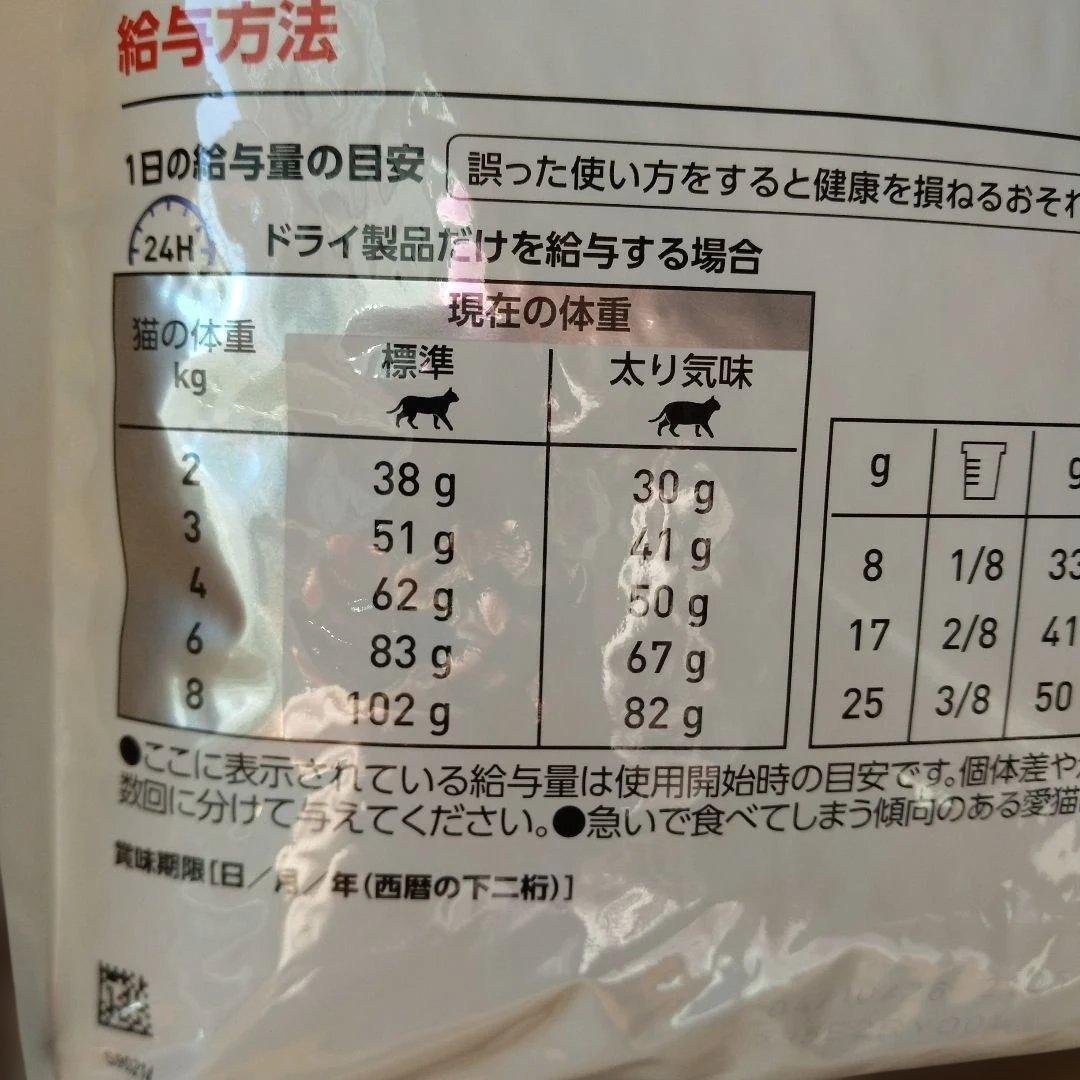 給与方法
1日の給与量の目安
誤った使い方をすると健康を損ねるおそれ
24H
ドライ製品だけを給与する場合
猫の体重
kg
現在の体重
標準
太り気味
2 38 g 30 g
3 51 g 41 g
4 62 g 50 g
6 83 g 67 g
8 102 g 82 g
g
8 1/8 33
17 2/8 41
25 3/8 50
●ここに表示されている給与量は使用開始時の目安です。個体差や
数回に分けて与えてください。●急いで食べてしまう傾向のある愛猫
賞味期限[日/月/年(西暦の下二桁)]